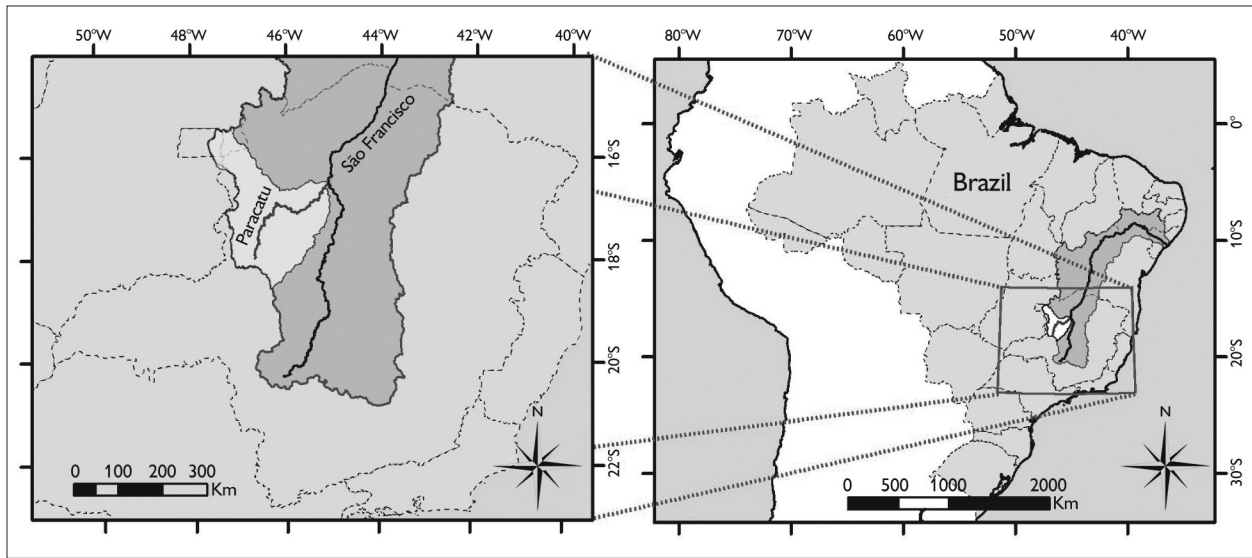 50°W 48°W 46°W 44°W 42°W 40°W
16°S
18°S
20°S
22°S
São Francisco
Paracatu
N
0 100 200 300
Km
80°W 70°W 60°W 50°W 40°W
0°
10°S
20°S
30°S
Brazil
N
0 500 1000 2000
Km